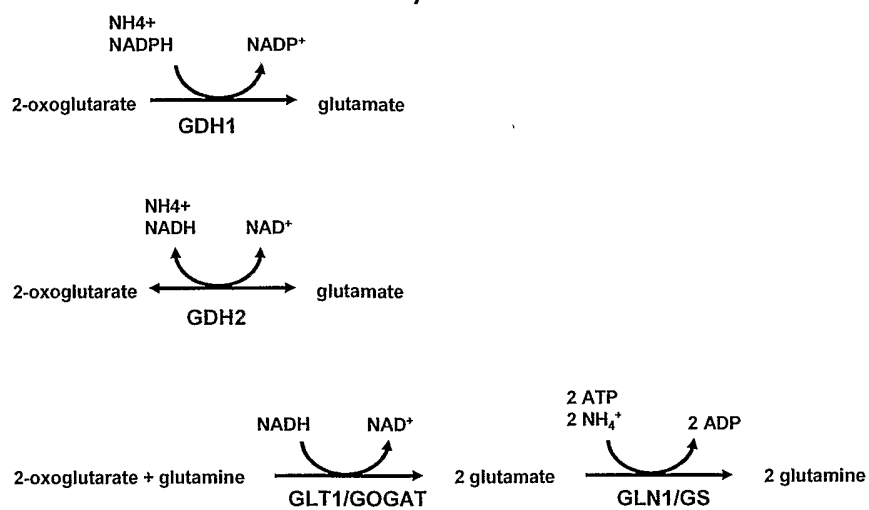 NH4+
NADPH NADP⁺
2-oxoglutarate glutamate
GDH1
NH4+
NADH NAD⁺
2-oxoglutarate glutamate
GDH2
2 ATP
2 NH₄⁺ 2 ADP
NADH NAD⁺
2-oxoglutarate + glutamine 2 glutamate 2 glutamine
GLT1/GOGAT GLN1/GS